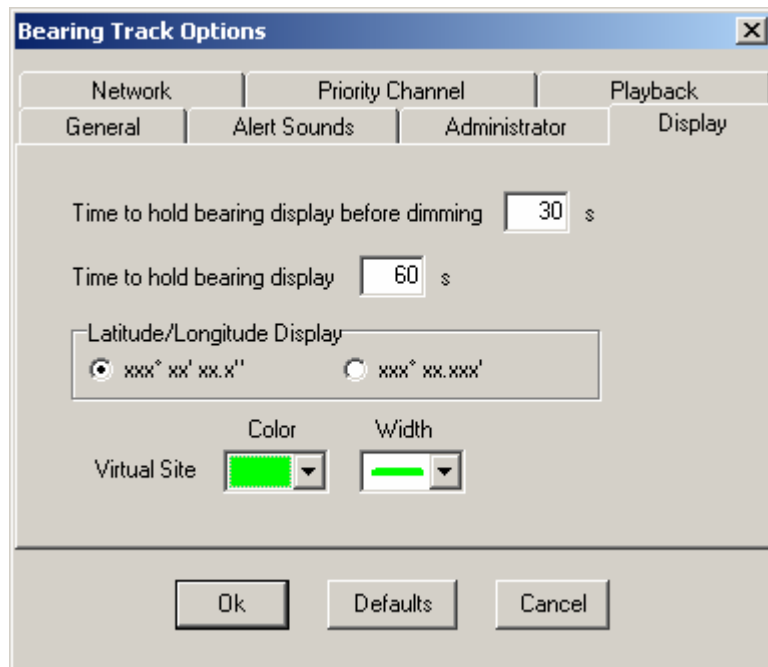 Bearing Track Options
Network Priority Channel Playback
General Alert Sounds Administrator Display
Time to hold bearing display before dimming 30 s
Time to hold bearing display 60 s
Latitude/Longitude Display
xxx° xx' xx.x" xxx° xx.xxx'
Color Width
Virtual Site
Ok Defaults Cancel